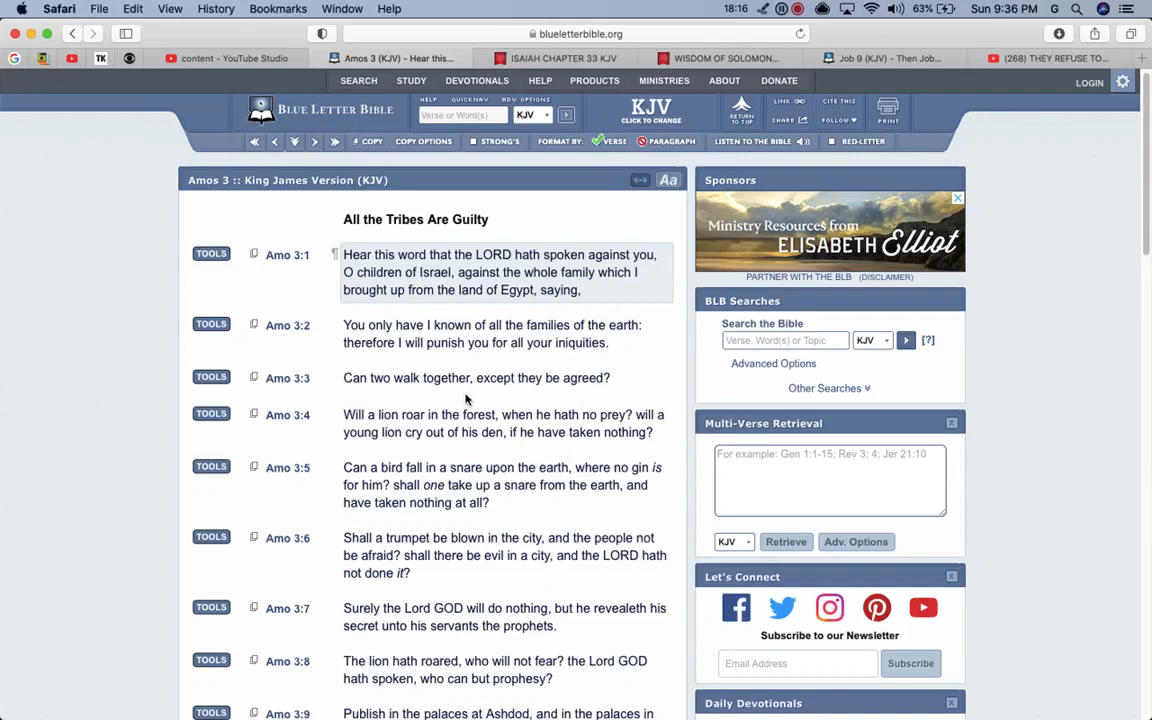 Safari File Edit View History Bookmarks Window Help 18:16 63% Sun 9:36 PM G
blueletterbible.org
content - YouTube Studio Amos 3 (KJV) - Hear this... ISAIAH CHAPTER 33 KJV WISDOM OF SOLOMON... Job 9 (KJV) - Then Job... (268) THEY REFUSE TO...
SEARCH STUDY DEVOTIONALS HELP PRODUCTS MINISTRIES ABOUT DONATE LOGIN
BLUE LETTER BIBLE
HELP QUICKNAV ADV. OPTIONS
Verse or Word(s) KJV
KJV
CLICK TO CHANGE
RETURN TO TOP
LINK CITE THIS
SHARE FOLLOW PRINT
COPY COPY OPTIONS STRONG'S FORMAT BY: VERSE PARAGRAPH LISTEN TO THE BIBLE RED-LETTER
Amos 3 :: King James Version (KJV) Aa
All the Tribes Are Guilty
TOOLS Amo 3:1 ¶ Hear this word that the LORD hath spoken against you,
O children of Israel, against the whole family which I
brought up from the land of Egypt, saying,
TOOLS Amo 3:2 You only have I known of all the families of the earth:
therefore I will punish you for all your iniquities.
TOOLS Amo 3:3 Can two walk together, except they be agreed?
TOOLS Amo 3:4 Will a lion roar in the forest, when he hath no prey? will a
young lion cry out of his den, if he have taken nothing?
TOOLS Amo 3:5 Can a bird fall in a snare upon the earth, where no gin is
for him? shall one take up a snare from the earth, and
have taken nothing at all?
TOOLS Amo 3:6 Shall a trumpet be blown in the city, and the people not
be afraid? shall there be evil in a city, and the LORD hath
not done it?
TOOLS Amo 3:7 Surely the Lord GOD will do nothing, but he revealeth his
secret unto his servants the prophets.
TOOLS Amo 3:8 The lion hath roared, who will not fear? the Lord GOD
hath spoken, who can but prophesy?
TOOLS Amo 3:9 Publish in the palaces at Ashdod, and in the palaces in
Sponsors
Ministry Resources from
ELISABETH Elliot
PARTNER WITH THE BLB (DISCLAIMER)
BLB Searches
Search the Bible
Verse, Word(s) or Topic KJV [?]
Advanced Options
Other Searches
Multi-Verse Retrieval x
For example: Gen 1:1-15; Rev 3; 4; Jer 21:10
KJV Retrieve Adv. Options
Let's Connect x
Subscribe to our Newsletter
Email Address Subscribe
Daily Devotionals x